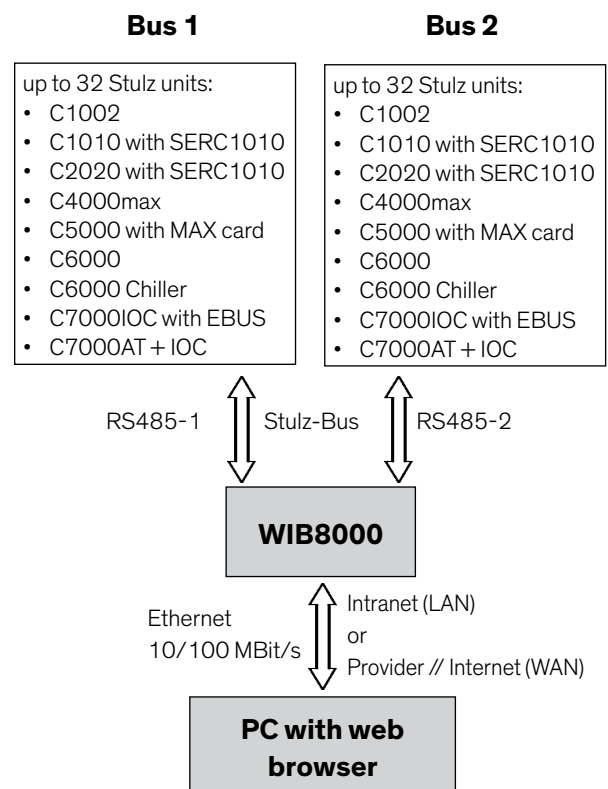 Bus 1
up to 32 Stulz units:
• C1002
• C1010 with SERC1010
• C2020 with SERC1010
• C4000max
• C5000 with MAX card
• C6000
• C6000 Chiller
• C7000IOC with EBUS
• C7000AT + IOC
Bus 2
up to 32 Stulz units:
• C1002
• C1010 with SERC1010
• C2020 with SERC1010
• C4000max
• C5000 with MAX card
• C6000
• C6000 Chiller
• C7000IOC with EBUS
• C7000AT + IOC
RS485-1
Stulz-Bus
RS485-2
WIB8000
Ethernet
10/100 MBit/s
Intranet (LAN)
or
Provider // Internet (WAN)
PC with web
browser